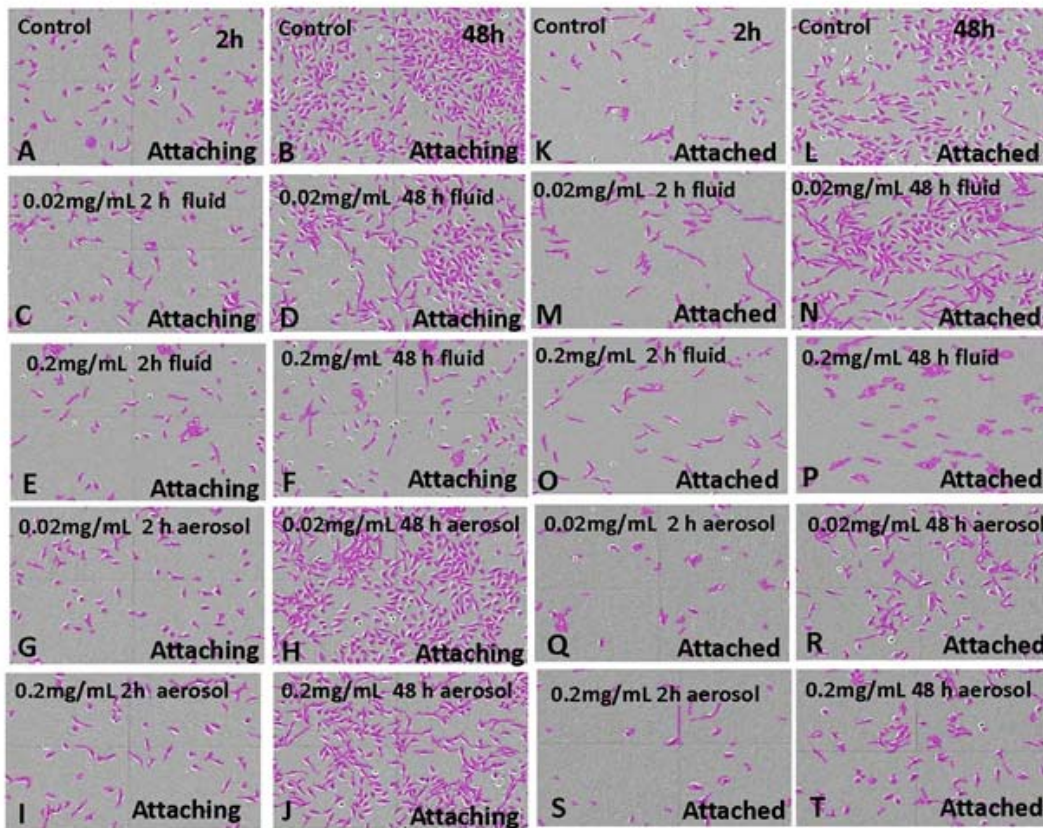 Control 2h
A Attaching
Control 48h
B Attaching
Control 2h
K Attached
Control 48h
L Attached
0.02mg/mL 2 h fluid
C Attaching
0.02mg/mL 48 h fluid
D Attaching
0.02mg/mL 2 h fluid
M Attached
0.02mg/mL 48 h fluid
N Attached
0.2mg/mL 2h fluid
E Attaching
0.2mg/mL 48 h fluid
F Attaching
0.2mg/mL 2 h fluid
O Attached
0.2mg/mL 48 h fluid
P Attached
0.02mg/mL 2 h aerosol
G Attaching
0.02mg/mL 48 h aerosol
H Attaching
0.02mg/mL 2 h aerosol
Q Attached
0.02mg/mL 48 h aerosol
R Attached
0.2mg/mL 2h aerosol
I Attaching
0.2mg/mL 48 h aerosol
J Attaching
0.2mg/mL 2h aerosol
S Attached
0.2mg/mL 48 h aerosol
T Attached